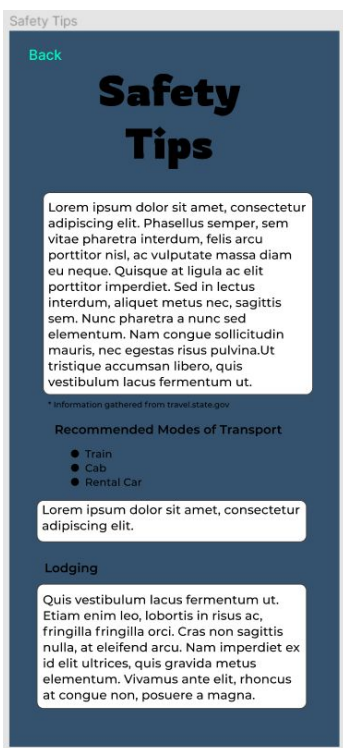 Safety Tips
Back
Safety
Tips
Lorem ipsum dolor sit amet, consectetur
adipiscing elit. Phasellus semper, sem
vitae pharetra interdum, felis arcu
porttitor nisl, ac vulputate massa diam
eu neque. Quisque at ligula ac elit
porttitor imperdiet. Sed in lectus
interdum, aliquet metus nec, sagittis
sem. Nunc pharetra a nunc sed
elementum. Nam congue sollicitudin
mauris, nec egestas risus pulvina.Ut
tristique accumsan libero, quis
vestibulum lacus fermentum ut.
* Information gathered from travel.state.gov
Recommended Modes of Transport
● Train
● Cab
● Rental Car
Lorem ipsum dolor sit amet, consectetur
adipiscing elit.
Lodging
Quis vestibulum lacus fermentum ut.
Etiam enim leo, lobortis in risus ac,
fringilla fringilla orci. Cras non sagittis
nulla, at eleifend arcu. Nam imperdiet ex
id elit ultrices, quis gravida metus
elementum. Vivamus ante elit, rhoncus
at congue non, posuere a magna.